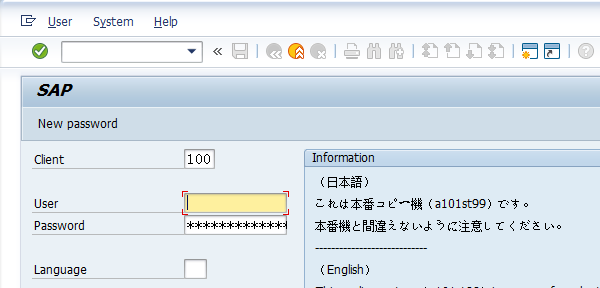 User System Help
SAP
New password
Client 100
User
Password *************
Language
Information
（日本語）
これは本番コピー機（a101st99）です。
本番機と間違えないように注意してください。
----------------------------
（English）